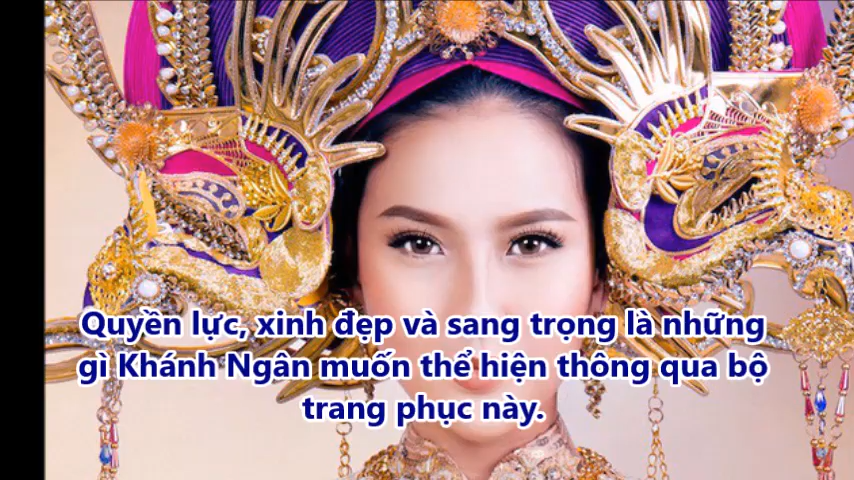 Quyền lực, xinh đẹp và sang trọng là những
gì Khánh Ngân muốn thể hiện thông qua bộ
trang phục này.